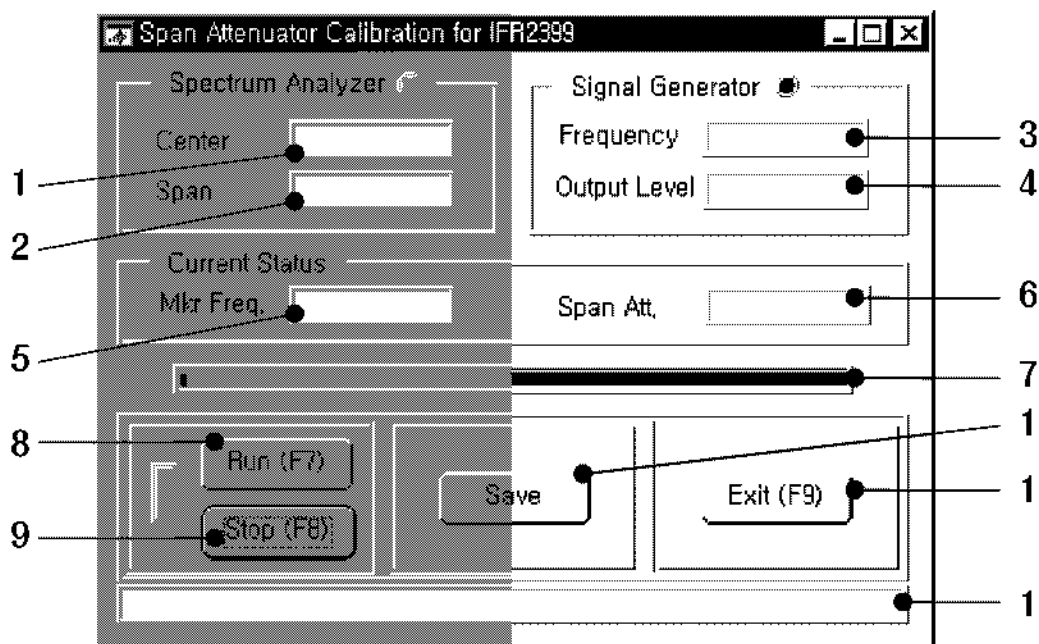 Span Attenuator Calibration for IFR2399
Spectrum Analyzer
Signal Generator
Center
Frequency
3
1
Span
Output Level
4
2
Current Status
Mkr Freq.
Span Att.
6
5
7
8
Run (F7)
1
Save
Exit (F9)
1
9
Stop (F8)
1